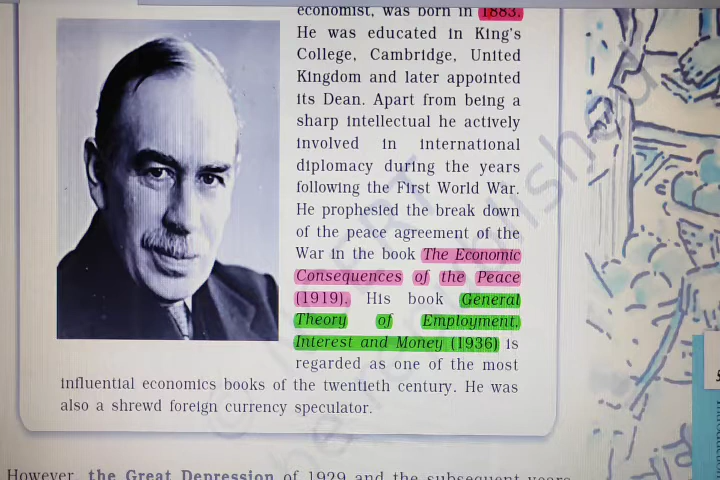 economist, was born in 1883.
He was educated in King's
College, Cambridge, United
Kingdom and later appointed
its Dean. Apart from being a
sharp intellectual he actively
involved in international
diplomacy during the years
following the First World War.
He prophesied the break down
of the peace agreement of the
War in the book The Economic
Consequences of the Peace
(1919). His book General
Theory of Employment,
Interest and Money (1936) is
regarded as one of the most
influential economics books of the twentieth century. He was
also a shrewd foreign currency speculator.
However, the Great Depression of 1929 and the subsequent years